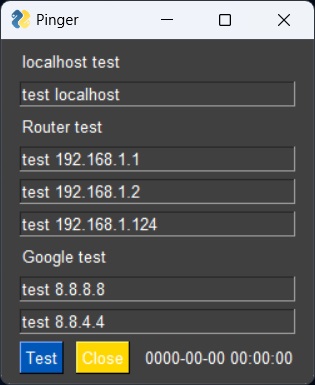 Pinger
localhost test
test localhost
Router test
test 192.168.1.1
test 192.168.1.2
test 192.168.1.124
Google test
test 8.8.8.8
test 8.8.4.4
Test Close 0000-00-00 00:00:00